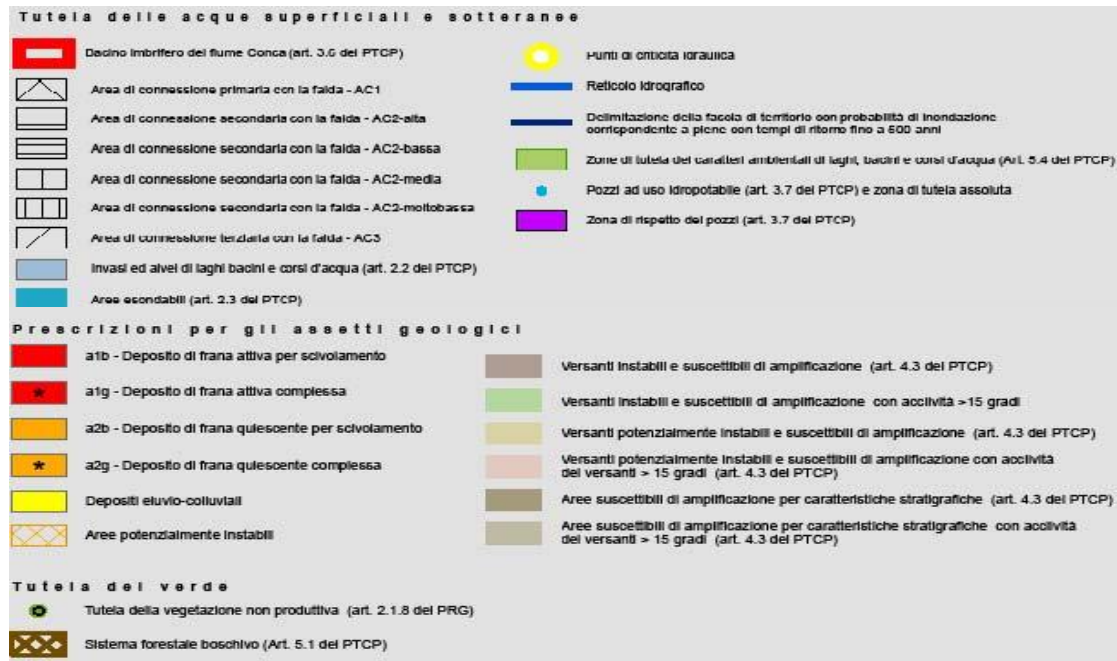 Tutela delle acque superficiali e sotteranee
Bacino imbrifero del fiume Conca (art. 3.6 del PTCP)
Area di connessione primaria con la falda - AC1
Area di connessione secondaria con la falda - AC2-alta
Area di connessione secondaria con la falda - AC2-bassa
Area di connessione secondaria con la falda - AC2-media
Area di connessione secondaria con la falda - AC2-moltobassa
Area di connessione terziaria con la falda - AC3
Invasi ed alvei di laghi bacini e corsi d'acqua (art. 2.2 del PTCP)
Aree esondabili (art. 2.3 del PTCP)
Punti di criticità idraulica
Reticolo idrografico
Delimitazione della fascia di territorio con probabilità di inondazione
corrispondente a piene con tempi di ritorno fino a 500 anni
Zone di tutela dei caratteri ambientali di laghi, bacini e corsi d'acqua (Art. 5.4 del PTCP)
Pozzi ad uso idropotabile (art. 3.7 del PTCP) e zona di tutela assoluta
Zona di rispetto dei pozzi (art. 3.7 del PTCP)
Prescrizioni per gli assetti geologici
a1b - Deposito di frana attiva per scivolamento
a1g - Deposito di frana attiva complessa
a2b - Deposito di frana quiescente per scivolamento
a2g - Deposito di frana quiescente complessa
Depositi eluvio-colluviali
Aree potenzialmente instabili
Versanti instabili e suscettibili di amplificazione (art. 4.3 del PTCP)
Versanti instabili e suscettibili di amplificazione con acclività >15 gradi
Versanti potenzialmente instabili e suscettibili di amplificazione (art. 4.3 del PTCP)
Versanti potenzialmente instabili e suscettibili di amplificazione con acclività
dei versanti > 15 gradi (art. 4.3 del PTCP)
Aree suscettibili di amplificazione per caratteristiche stratigrafiche (art. 4.3 del PTCP)
Aree suscettibili di amplificazione per caratteristiche stratigrafiche con acclività
dei versanti > 15 gradi (art. 4.3 del PTCP)
Tutela del verde
Tutela della vegetazione non produttiva (art. 2.1.8 del PRG)
Sistema forestale boschivo (Art. 5.1 del PTCP)